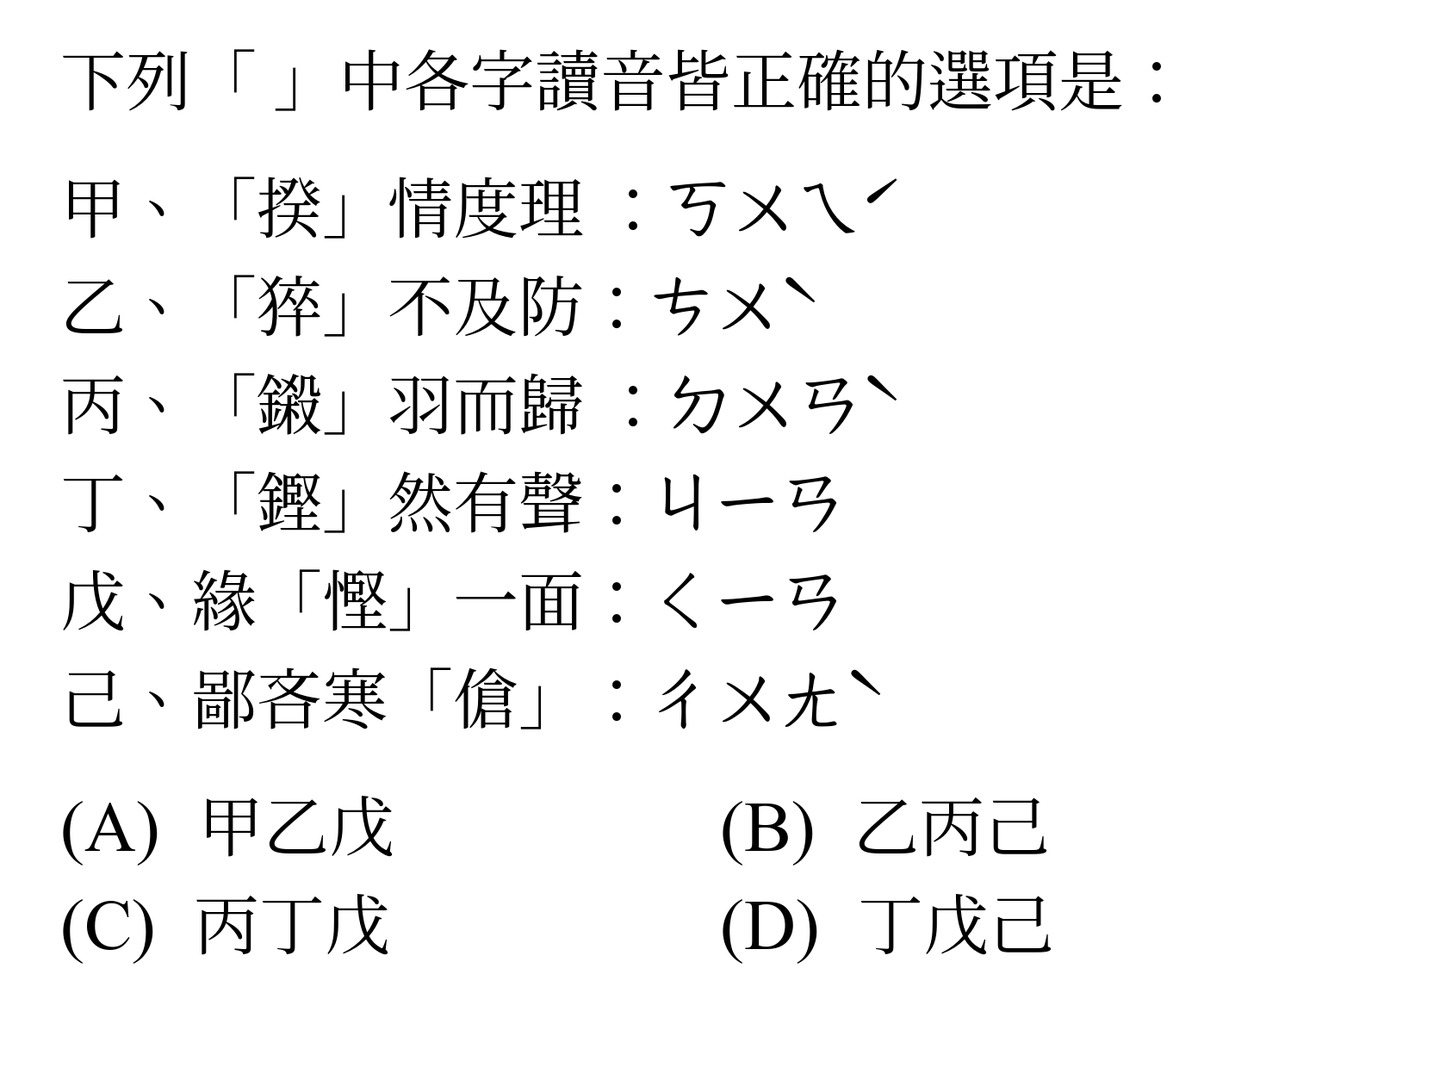 下列「 」中各字讀音皆正確的選項是：
甲、「揆」情度理 ：ㄎㄨㄟˊ
乙、「猝」不及防：ㄘㄨˋ
丙、「鎩」羽而歸 ：ㄉㄨㄢˋ
丁、「鏗」然有聲：ㄐㄧㄢ
戊、緣「慳」一面：ㄑㄧㄢ
己、鄙吝寒「傖」 ：ㄔㄨㄤˋ
(A) 甲乙戊 (B) 乙丙己
(C) 丙丁戊 (D) 丁戊己